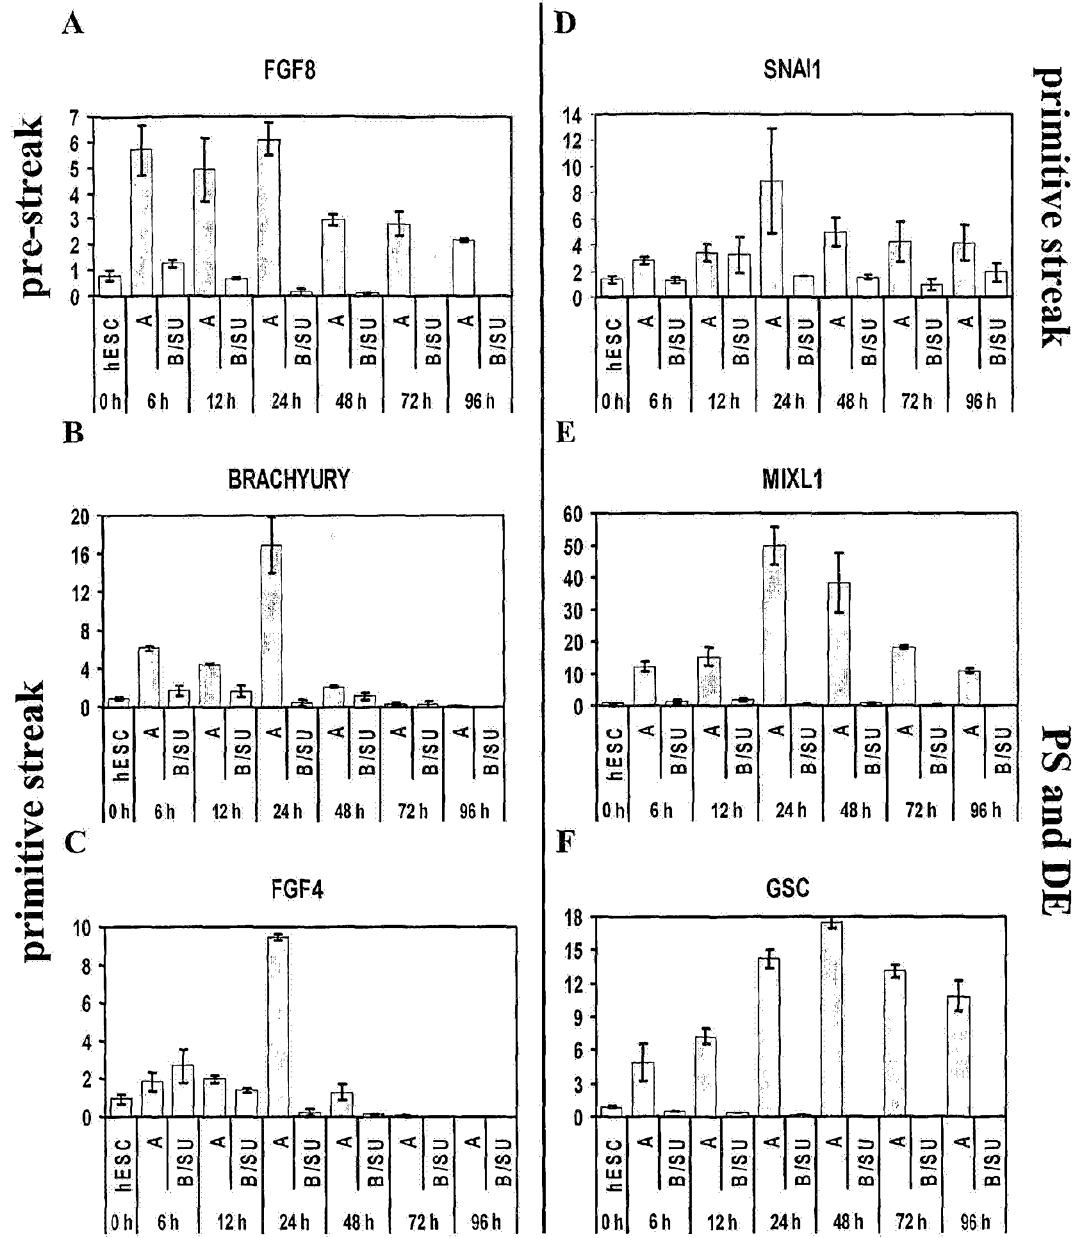 A
FGF8
pre-streak
7
6
5
4
3
2
1
0
hESC A B/SU A B/SU A B/SU A B/SU A B/SU A B/SU
0 h 6 h 12 h 24 h 48 h 72 h 96 h
B
BRACHYURY
primitive streak
20
16
12
8
4
0
hESC A B/SU A B/SU A B/SU A B/SU A B/SU A B/SU
0 h 6 h 12 h 24 h 48 h 72 h 96 h
C
FGF4
10
8
6
4
2
0
hESC A B/SU A B/SU A B/SU A B/SU A B/SU A B/SU
0 h 6 h 12 h 24 h 48 h 72 h 96 h
D
SNAI1
primitive streak
14
12
10
8
6
4
2
0
hESC A B/SU A B/SU A B/SU A B/SU A B/SU A B/SU
0 h 6 h 12 h 24 h 48 h 72 h 96 h
E
MIXL1
PS and DE
60
50
40
30
20
10
0
hESC A B/SU A B/SU A B/SU A B/SU A B/SU A B/SU
0 h 6 h 12 h 24 h 48 h 72 h 96 h
F
GSC
18
15
12
9
6
3
0
hESC A B/SU A B/SU A B/SU A B/SU A B/SU A B/SU
0 h 6 h 12 h 24 h 48 h 72 h 96 h